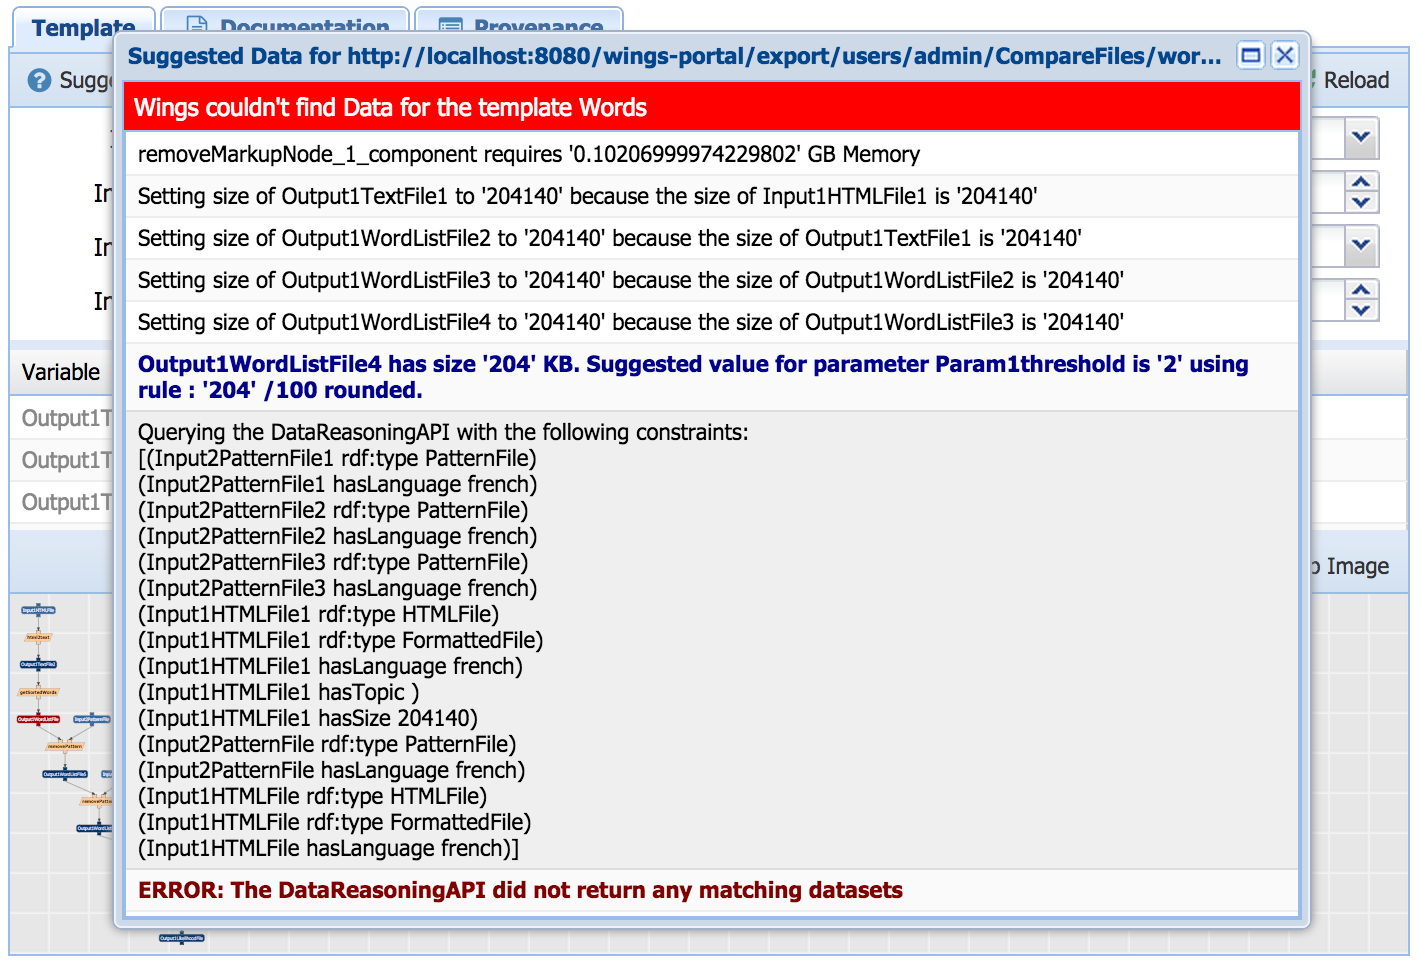 Template
Documentation
Provenance
Suggested Data for http://localhost:8080/wings-portal/export/users/admin/CompareFiles/wor...
Reload
Wings couldn't find Data for the template Words
removeMarkupNode_1_component requires '0.10206999974229802' GB Memory
Setting size of Output1TextFile1 to '204140' because the size of Input1HTMLFile1 is '204140'
Setting size of Output1WordListFile2 to '204140' because the size of Output1TextFile1 is '204140'
Setting size of Output1WordListFile3 to '204140' because the size of Output1WordListFile2 is '204140'
Setting size of Output1WordListFile4 to '204140' because the size of Output1WordListFile3 is '204140'
Output1WordListFile4 has size '204' KB. Suggested value for parameter Param1threshold is '2' using
rule : '204' /100 rounded.
Variable
Querying the DataReasoningAPI with the following constraints:
[(Input2PatternFile1 rdf:type PatternFile)
(Input2PatternFile1 hasLanguage french)
(Input2PatternFile2 rdf:type PatternFile)
(Input2PatternFile2 hasLanguage french)
(Input2PatternFile3 rdf:type PatternFile)
(Input2PatternFile3 hasLanguage french)
(Input1HTMLFile1 rdf:type HTMLFile)
(Input1HTMLFile1 rdf:type FormattedFile)
(Input1HTMLFile1 hasLanguage french)
(Input1HTMLFile1 hasTopic )
(Input1HTMLFile1 hasSize 204140)
(Input2PatternFile rdf:type PatternFile)
(Input2PatternFile hasLanguage french)
(Input1HTMLFile rdf:type HTMLFile)
(Input1HTMLFile rdf:type FormattedFile)
(Input1HTMLFile hasLanguage french)]
ERROR: The DataReasoningAPI did not return any matching datasets
Output1T
Output1T
Output1T
Image
Input1HTMLFile
html2text
Output1TextFile2
getSortedWords
Output1WordListFile
Input2PatternFile
removePattern
Output1WordListFile5